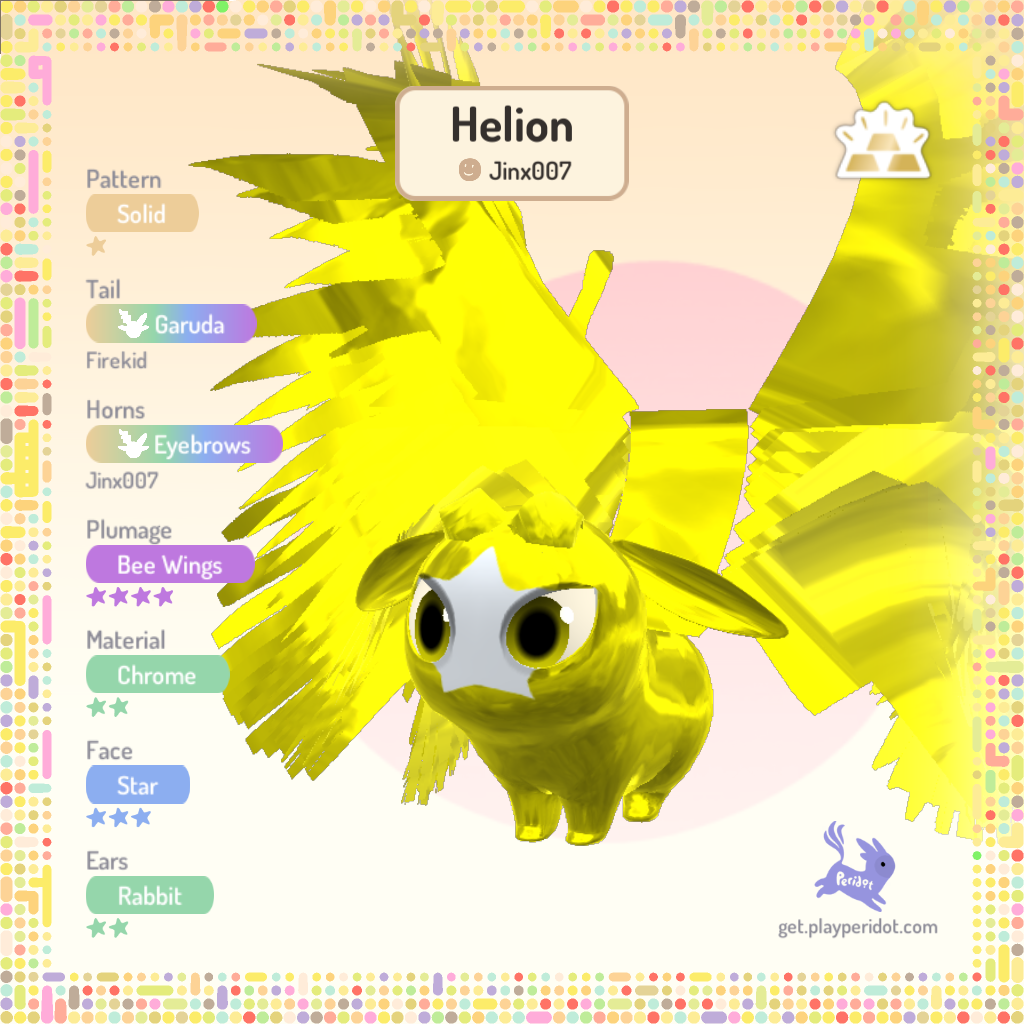 Helion
Jinx007
Pattern
Solid
Tail
Garuda
Firekid
Horns
Eyebrows
Jinx007
Plumage
Bee Wings
Material
Chrome
Face
Star
Ears
Rabbit
Peridot
get.playperidot.com